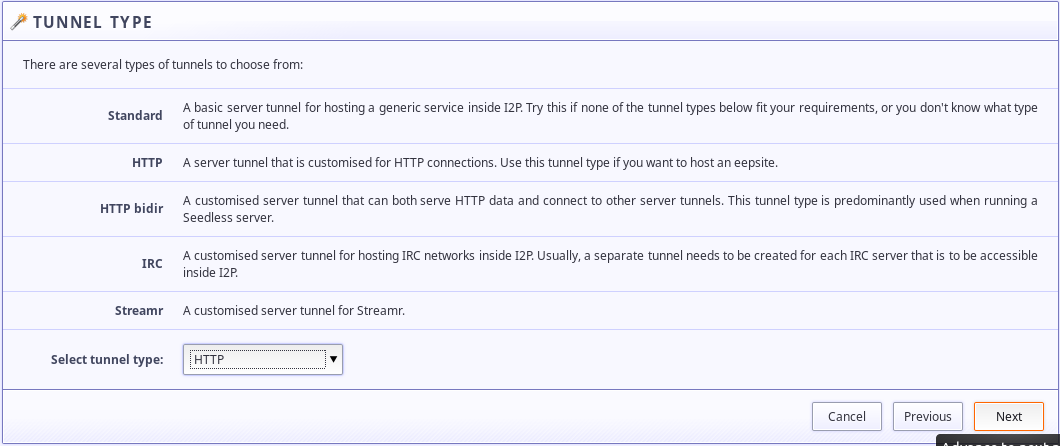 TUNNEL TYPE
There are several types of tunnels to choose from:
Standard
A basic server tunnel for hosting a generic service inside I2P. Try this if none of the tunnel types below fit your requirements, or you don't know what type
of tunnel you need.
HTTP
A server tunnel that is customised for HTTP connections. Use this tunnel type if you want to host an eepsite.
HTTP bidir
A customised server tunnel that can both serve HTTP data and connect to other server tunnels. This tunnel type is predominantly used when running a
Seedless server.
IRC
A customised server tunnel for hosting IRC networks inside I2P. Usually, a separate tunnel needs to be created for each IRC server that is to be accessible
inside I2P.
Streamr
A customised server tunnel for Streamr.
Select tunnel type:
HTTP
Cancel
Previous
Next